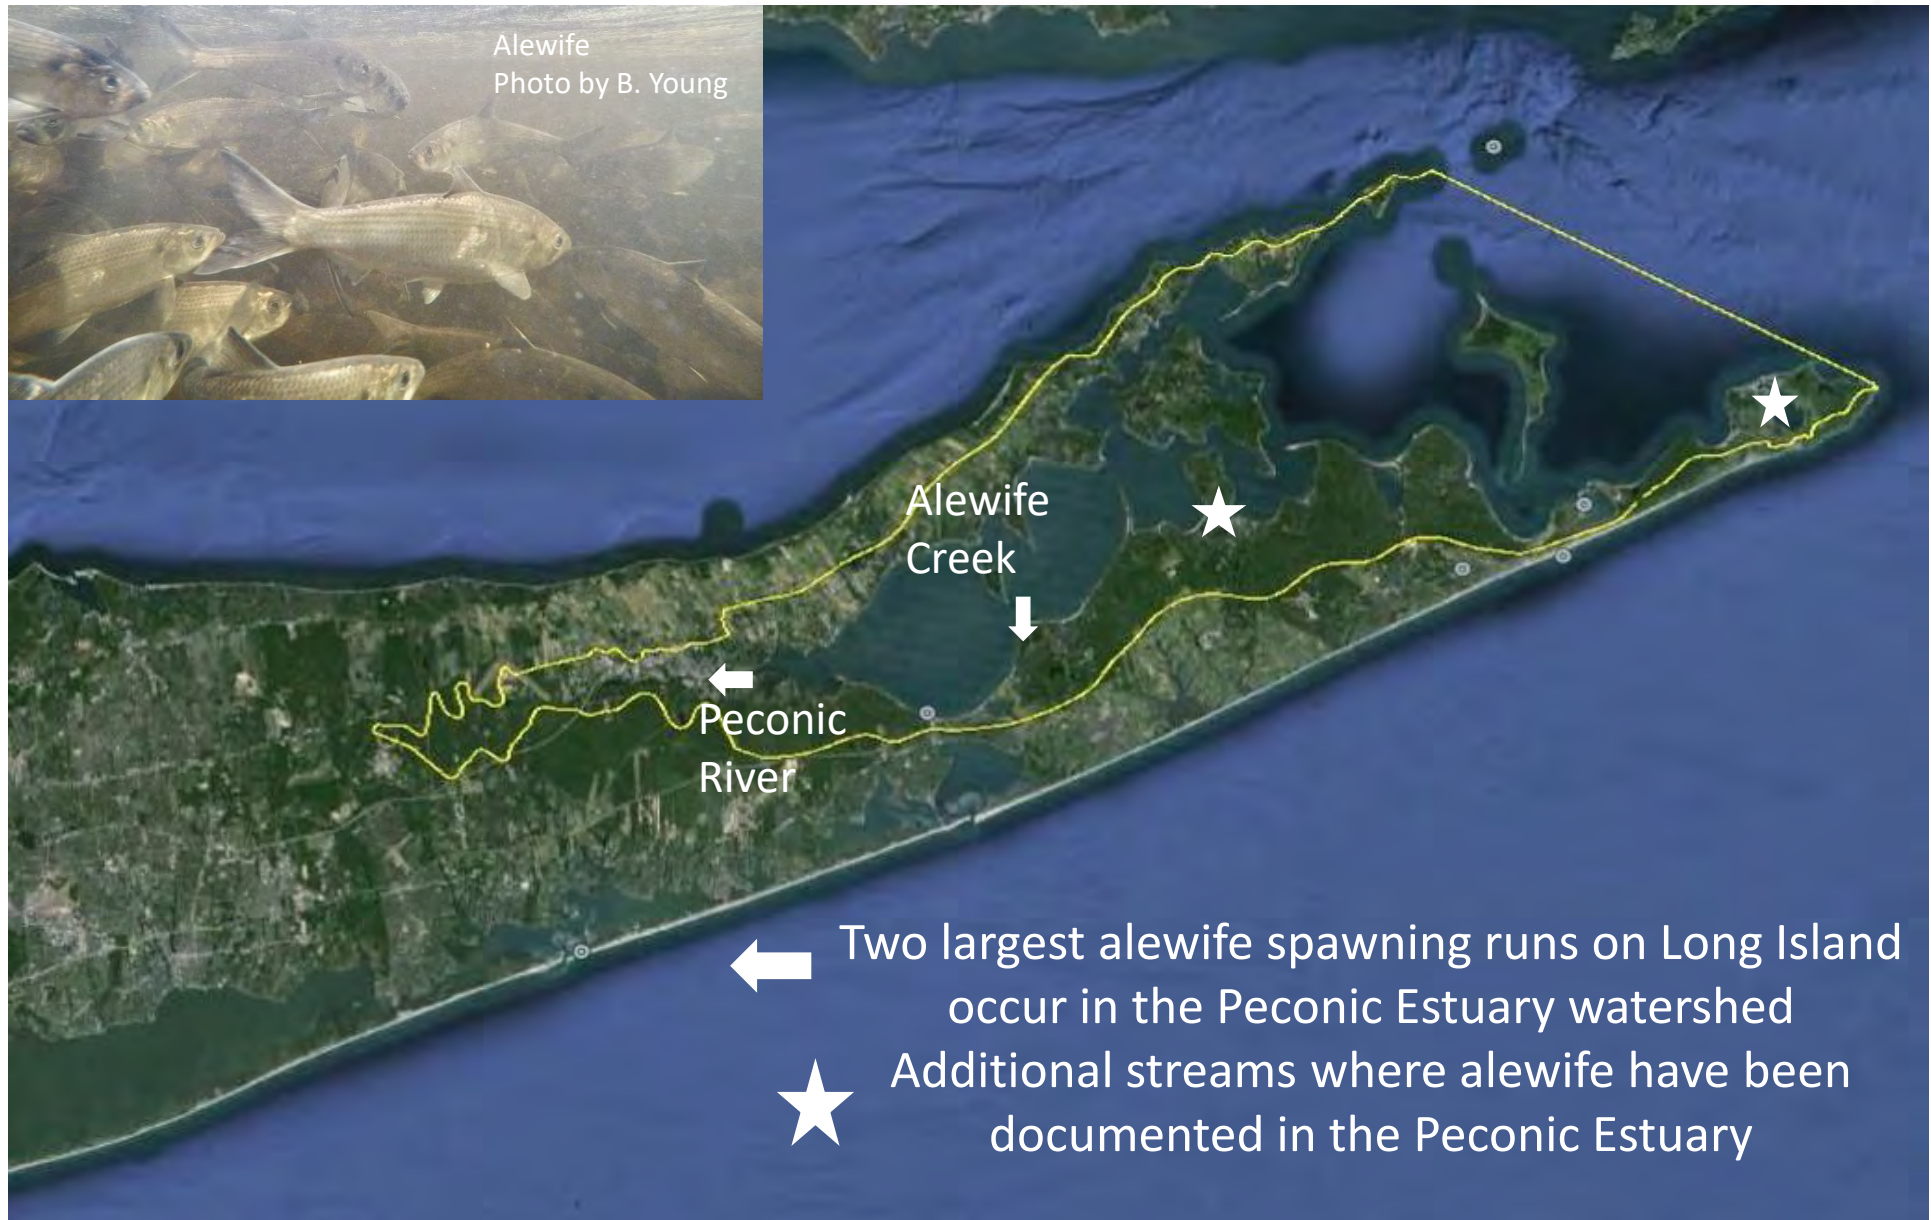 Alewife
Photo by B. Young
Alewife
Creek
Peconic
River
Two largest alewife spawning runs on Long Island
occur in the Peconic Estuary watershed
Additional streams where alewife have been
documented in the Peconic Estuary